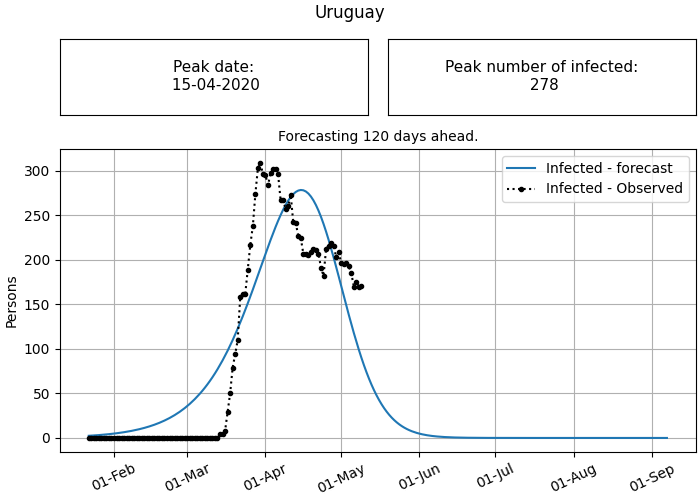 Uruguay
Peak date:
15-04-2020
Peak number of infected:
278
Forecasting 120 days ahead.
Infected - forecast
Infected - Observed
Persons
300
250
200
150
100
50
0
01-Feb
01-Mar
01-Apr
01-May
01-Jun
01-Jul
01-Aug
01-Sep